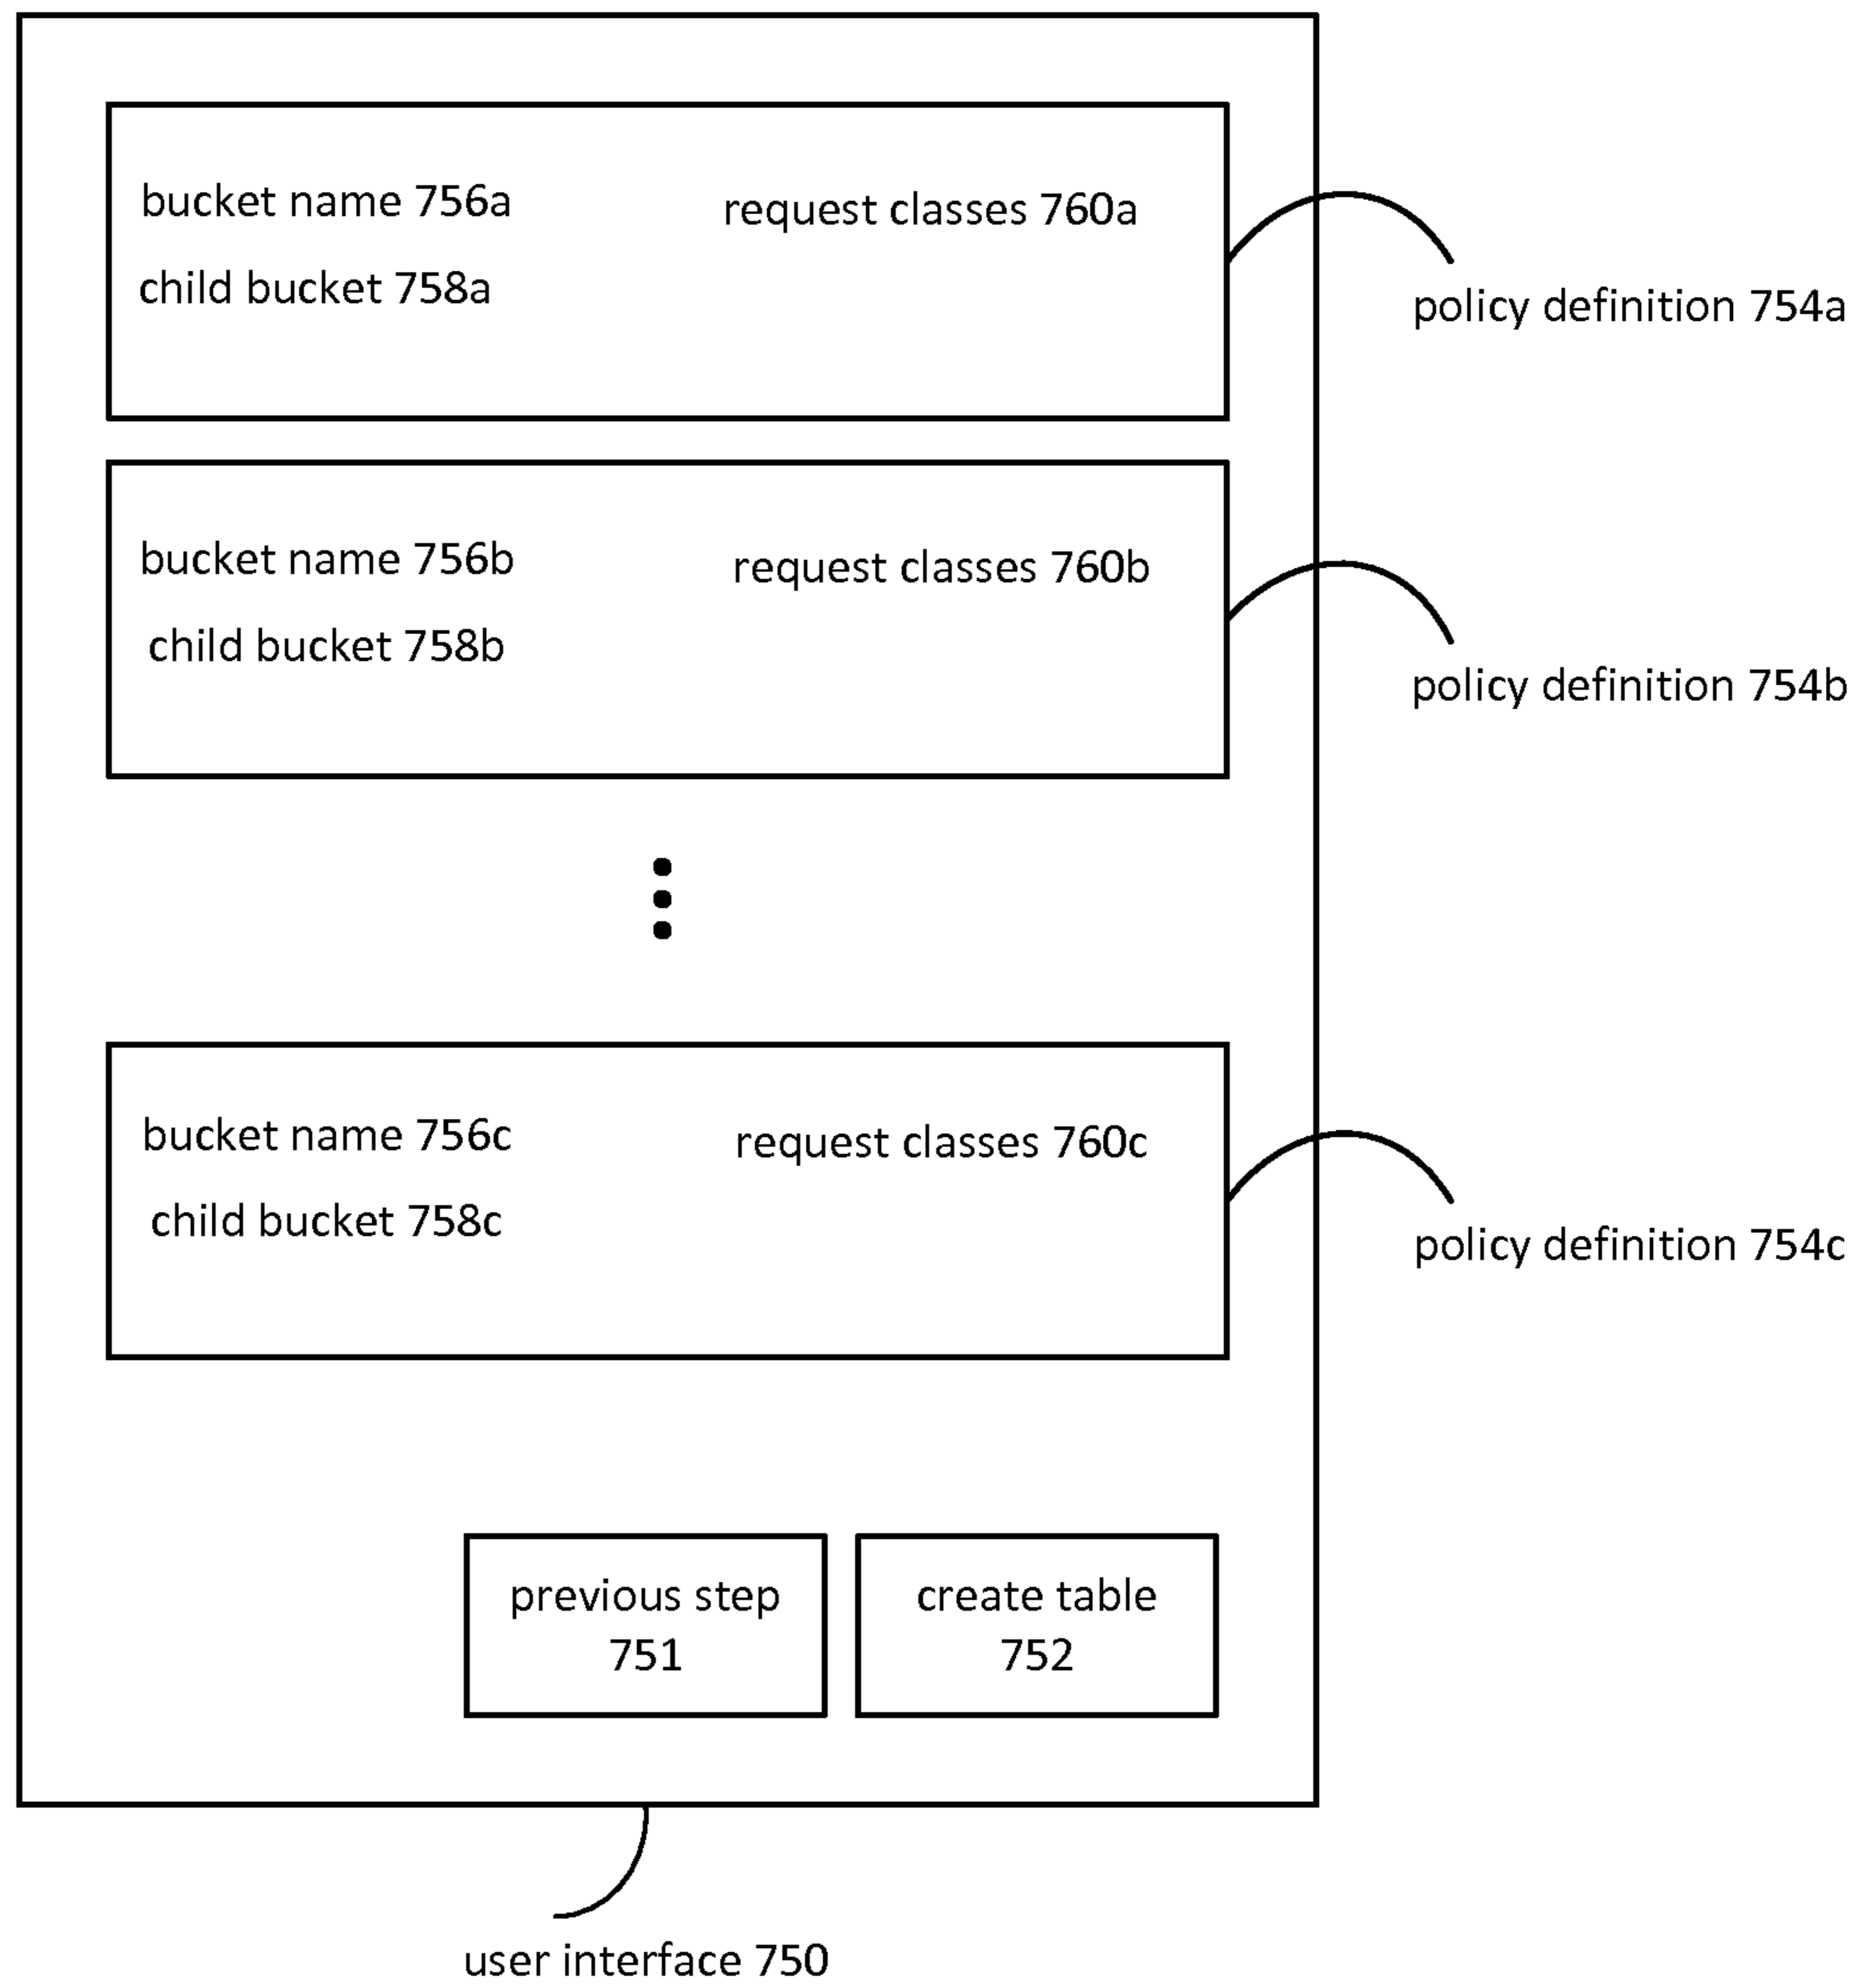 bucket name 756a
request classes 760a
child bucket 758a
policy definition 754a
bucket name 756b
request classes 760b
child bucket 758b
policy definition 754b
bucket name 756c
request classes 760c
child bucket 758c
policy definition 754c
previous step
751
create table
752
user interface 750